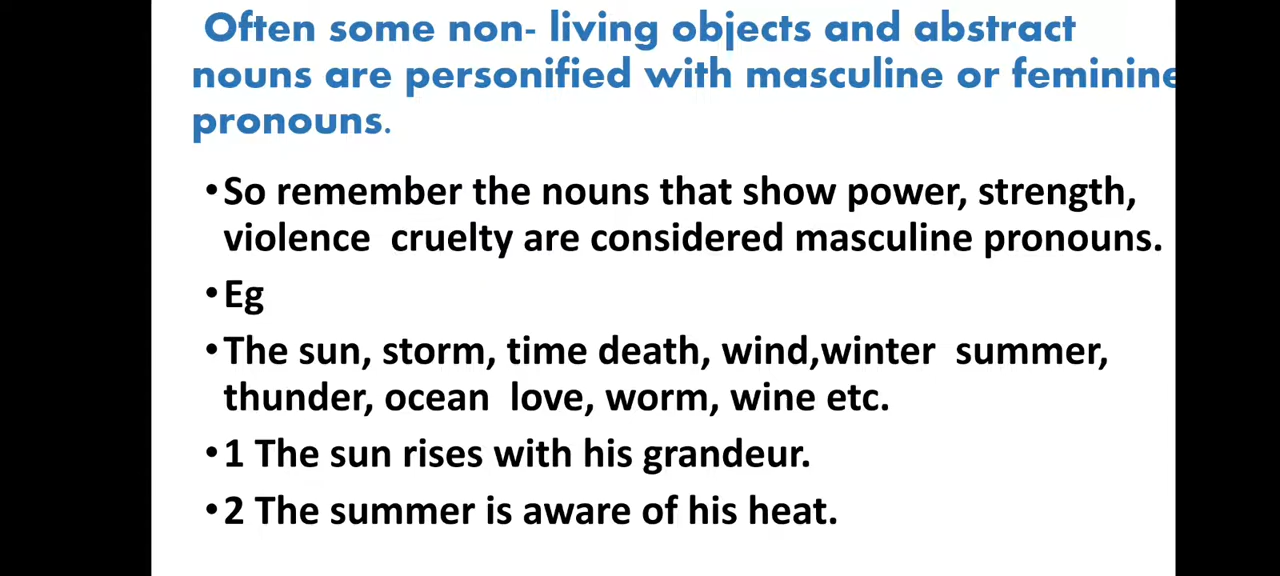 Often some non- living objects and abstract
nouns are personified with masculine or feminine
pronouns.
•So remember the nouns that show power, strength,
violence cruelty are considered masculine pronouns.
•Eg
•The sun, storm, time death, wind,winter summer,
thunder, ocean love, worm, wine etc.
•1 The sun rises with his grandeur.
•2 The summer is aware of his heat.